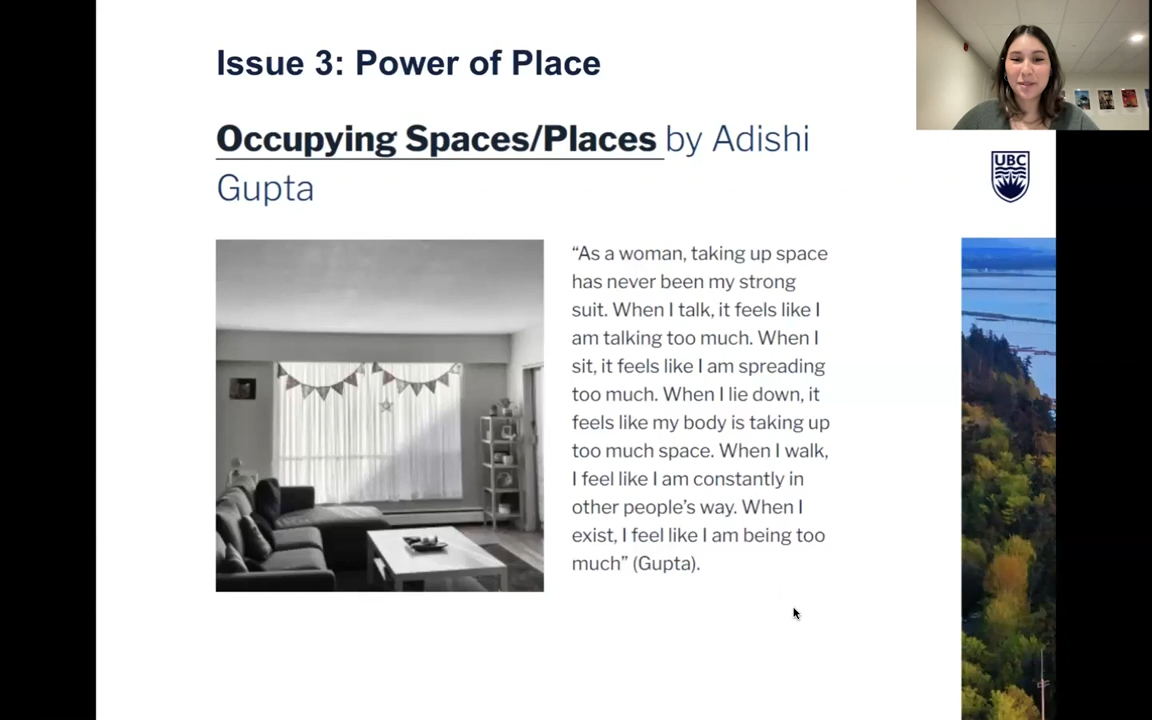 Issue 3: Power of Place
Occupying Spaces/Places by Adishi
Gupta
UBC
“As a woman, taking up space
has never been my strong
suit. When I talk, it feels like I
am talking too much. When I
sit, it feels like I am spreading
too much. When I lie down, it
feels like my body is taking up
too much space. When I walk,
I feel like I am constantly in
other people’s way. When I
exist, I feel like I am being too
much” (Gupta).